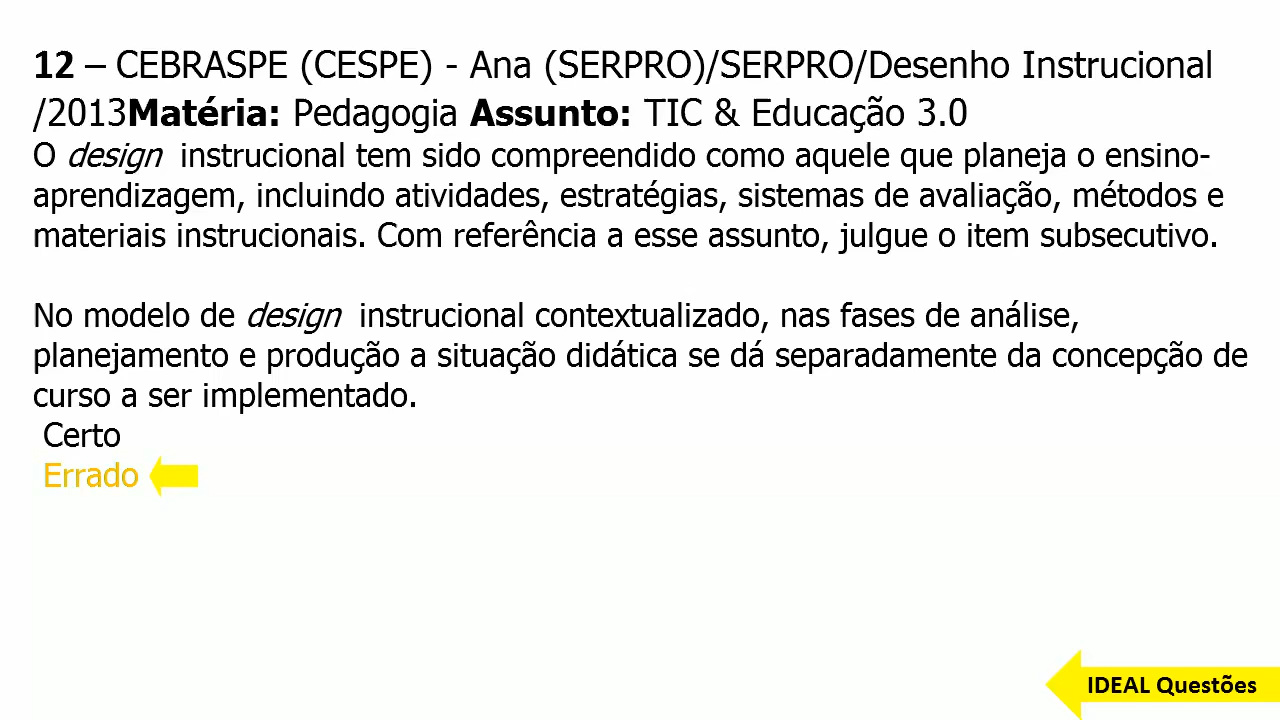 12 – CEBRASPE (CESPE) - Ana (SERPRO)/SERPRO/Desenho Instrucional
/2013Matéria: Pedagogia Assunto: TIC & Educação 3.0
O design instrucional tem sido compreendido como aquele que planeja o ensino-
aprendizagem, incluindo atividades, estratégias, sistemas de avaliação, métodos e
materiais instrucionais. Com referência a esse assunto, julgue o item subsecutivo.
No modelo de design instrucional contextualizado, nas fases de análise,
planejamento e produção a situação didática se dá separadamente da concepção de
curso a ser implementado.
Certo
Errado
IDEAL Questões